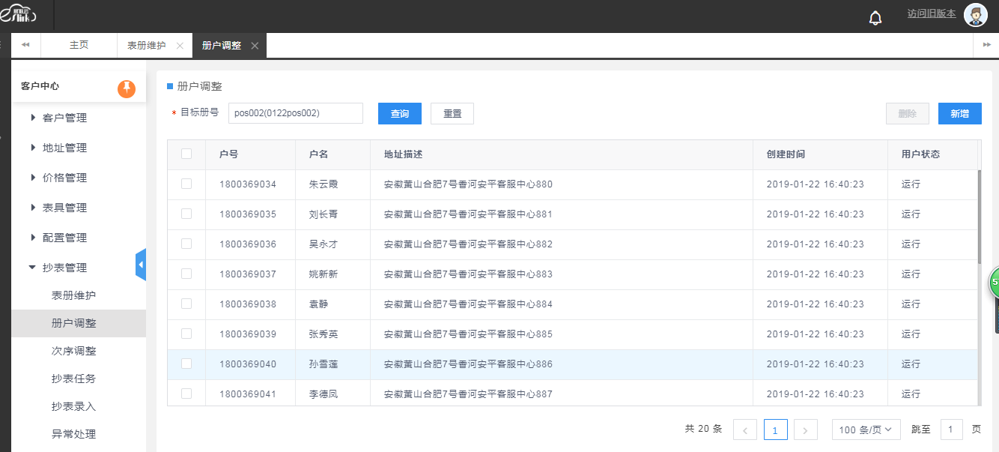 访问旧版本
主页
表册维护
册户调整
客户中心
客户管理
地址管理
价格管理
表具管理
配置管理
抄表管理
表册维护
册户调整
次序调整
抄表任务
抄表录入
异常处理
册户调整
* 目标册号 pos002(0122pos002) 查询 重置 删除 新增
户号 户名 地址描述 创建时间 用户状态
1800369034 朱云霞 安徽黄山合肥7号香河安平客服中心880 2019-01-22 16:40:23 运行
1800369035 刘长青 安徽黄山合肥7号香河安平客服中心881 2019-01-22 16:40:23 运行
1800369036 吴永才 安徽黄山合肥7号香河安平客服中心882 2019-01-22 16:40:23 运行
1800369037 姚新新 安徽黄山合肥7号香河安平客服中心883 2019-01-22 16:40:23 运行
1800369038 袁静 安徽黄山合肥7号香河安平客服中心884 2019-01-22 16:40:23 运行
1800369039 张秀英 安徽黄山合肥7号香河安平客服中心885 2019-01-22 16:40:23 运行
1800369040 孙雪莲 安徽黄山合肥7号香河安平客服中心886 2019-01-22 16:40:23 运行
1800369041 李德凤 安徽黄山合肥7号香河安平客服中心887 2019-01-22 16:40:23 运行
共 20 条 1 100 条/页 跳至 1 页